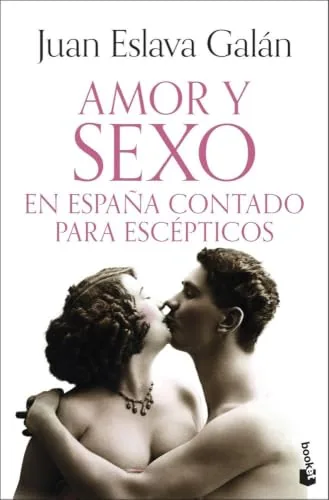 Juan Eslava Galán
AMOR Y
SEXO
EN ESPAÑA CONTADO
PARA ESCÉPTICOS
booket